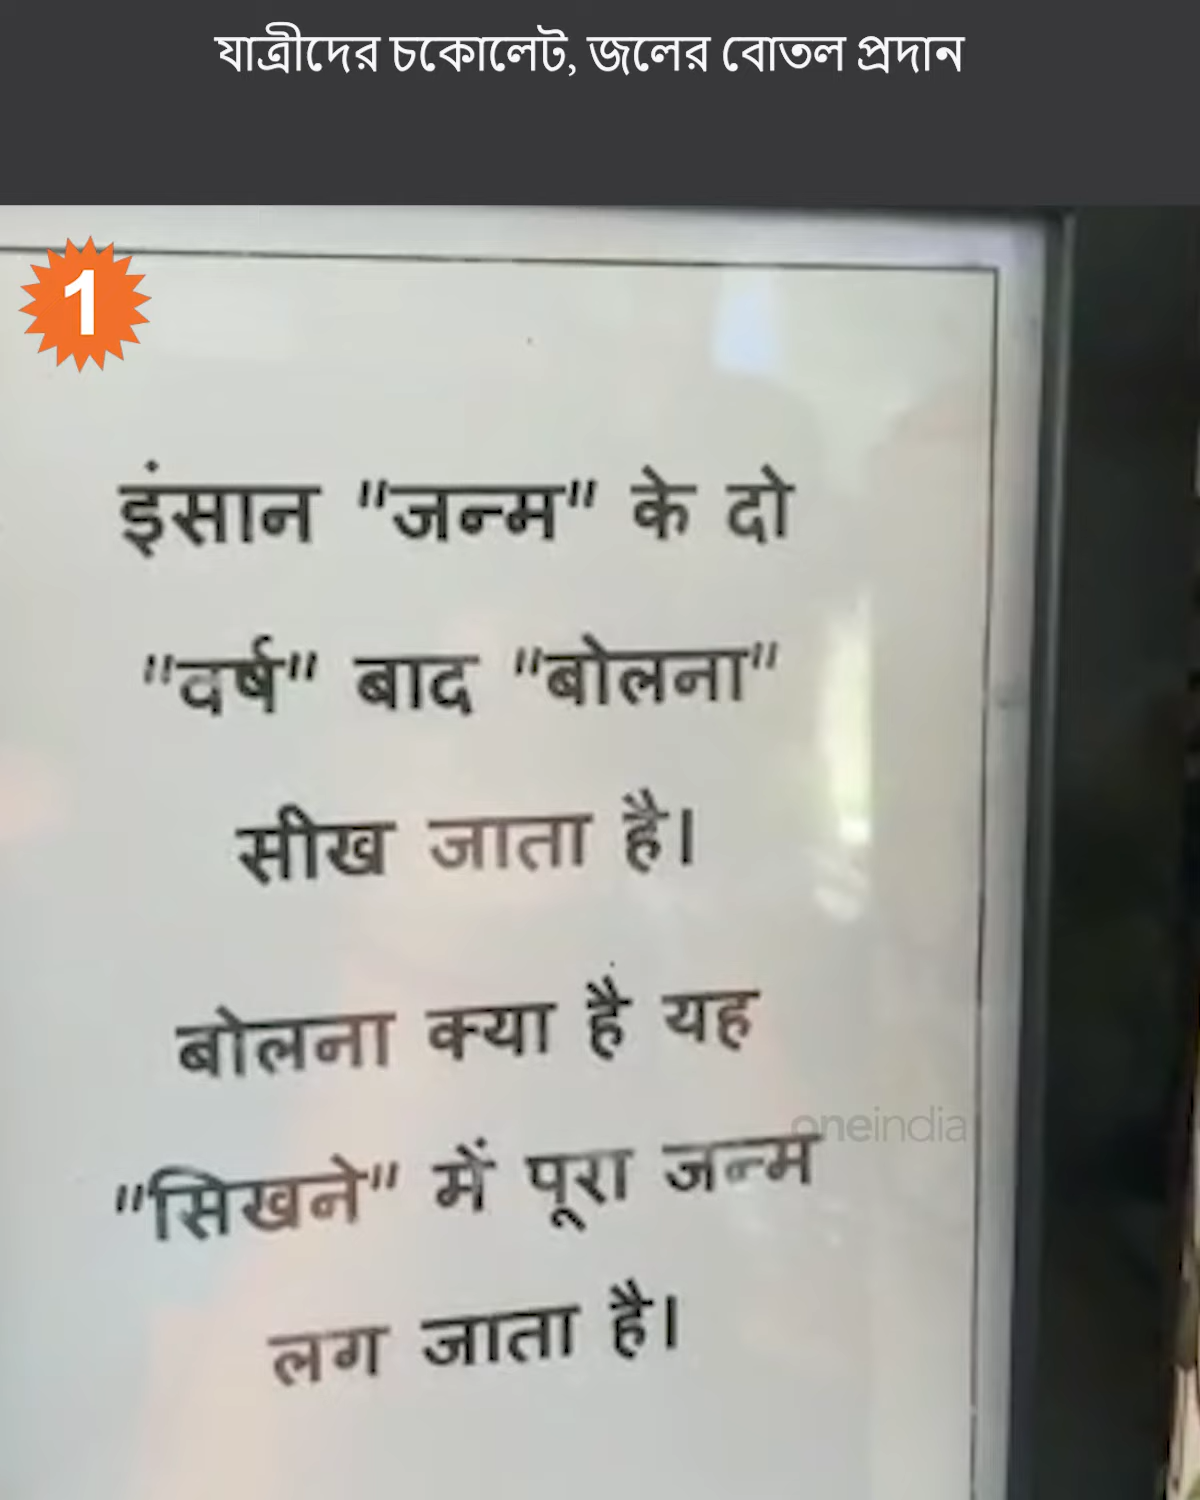 যাত্রীদের চকোলেট, জলের বোতল প্রদান
1
इंसान "जन्म" के दो
"वर्ष" बाद "बोलना"
सीख जाता है।
बोलना क्या है यह
oneindia
"सिखने" में पूरा जन्म
लग जाता है।